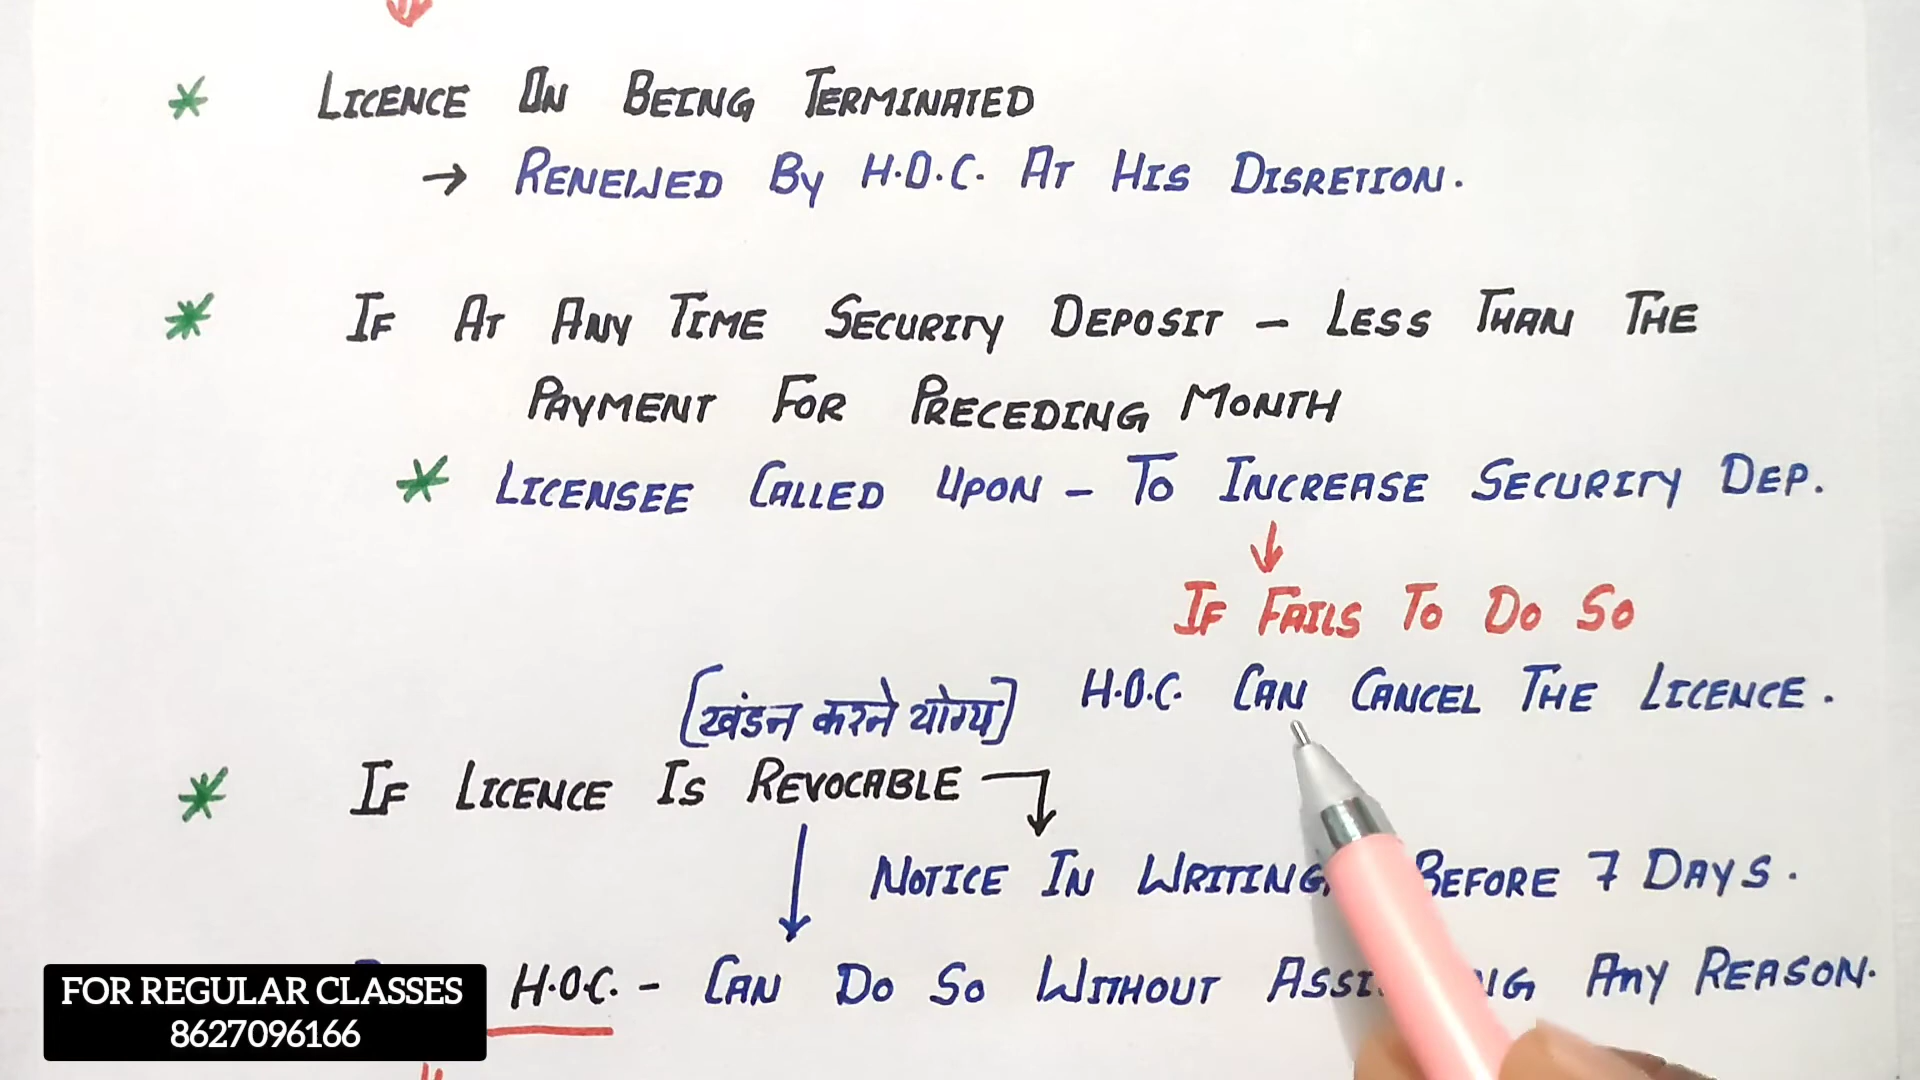 LICENCE ON BEING TERMINATED
→ RENEWED BY H.O.C. AT HIS DISRETION.
IF AT ANY TIME SECURITY DEPOSIT – LESS THAN THE
PAYMENT FOR PRECEDING MONTH
LICENSEE CALLED UPON – TO INCREASE SECURITY DEP.
IF FAILS TO DO SO
[खंडन करने योग्य] H.O.C. CAN CANCEL THE LICENCE.
IF LICENCE IS REVOCABLE
NOTICE IN WRITING BEFORE 7 DAYS.
H.O.C. – CAN DO SO WITHOUT ANY REASON.
FOR REGULAR CLASSES
8627096166